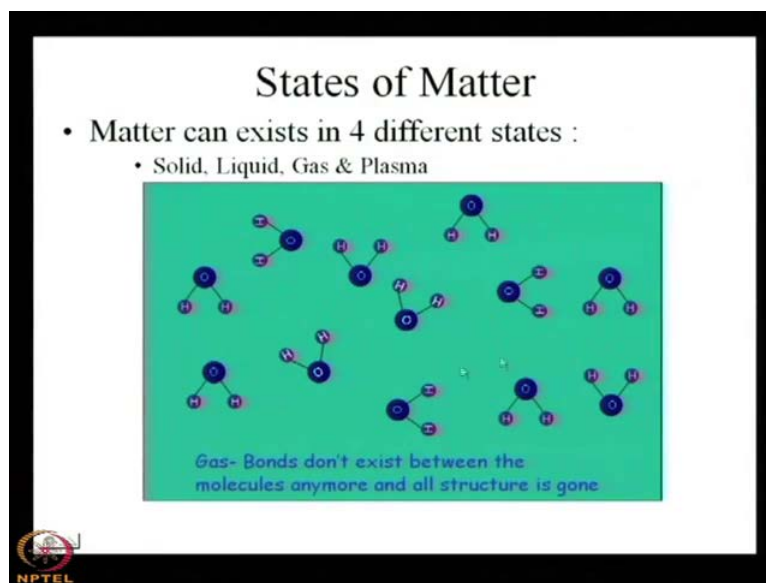 States of Matter
• Matter can exists in 4 different states :
• Solid, Liquid, Gas & Plasma
O H H
O H H
O H H
O H H
O H H
O H H
O H H
O H H
O H H
O H H
O H H
O H H
Gas- Bonds don't exist between the
molecules anymore and all structure is gone
NPTEL